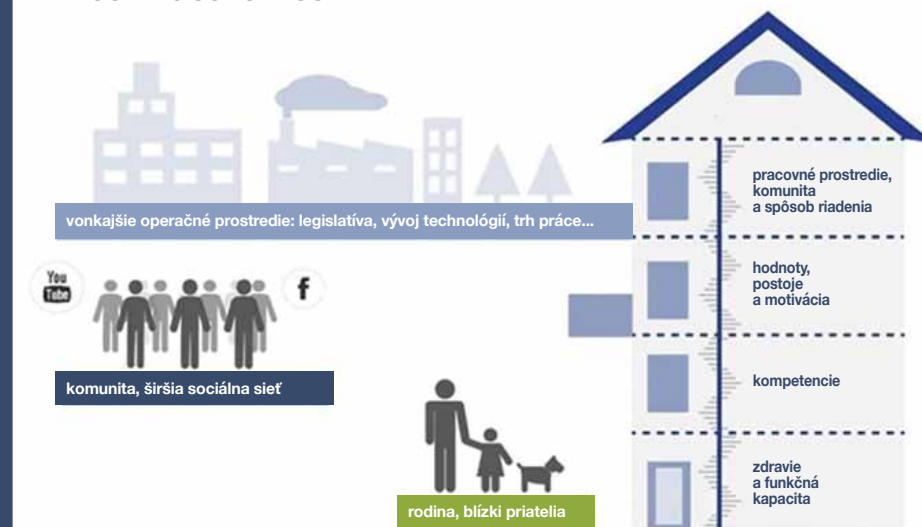 pracovné prostredie,
komunita
a spôsob riadenia
vonkajšie operačné prostredie: legislatíva, vývoj technológií, trh práce...
hodnoty,
postoje
a motivácia
You
Tube
f
komunita, širšia sociálna sieť
kompetencie
zdravie
a funkčná
kapacita
rodina, blízki priatelia